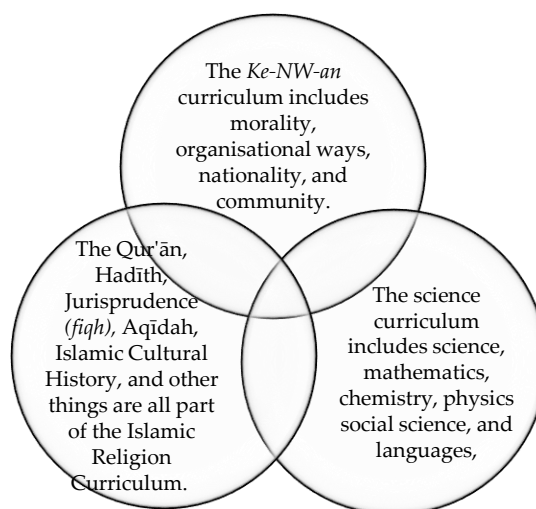 The Ke-NW-an
curriculum includes
morality,
organisational ways,
nationality, and
community.
The Qur'ān,
Hadīth,
Jurisprudence
(fiqh), Aqīdah,
Islamic Cultural
History, and other
things are all part
of the Islamic
Religion
Curriculum.
The science
curriculum
includes science,
mathematics,
chemistry, physics
social science, and
languages,